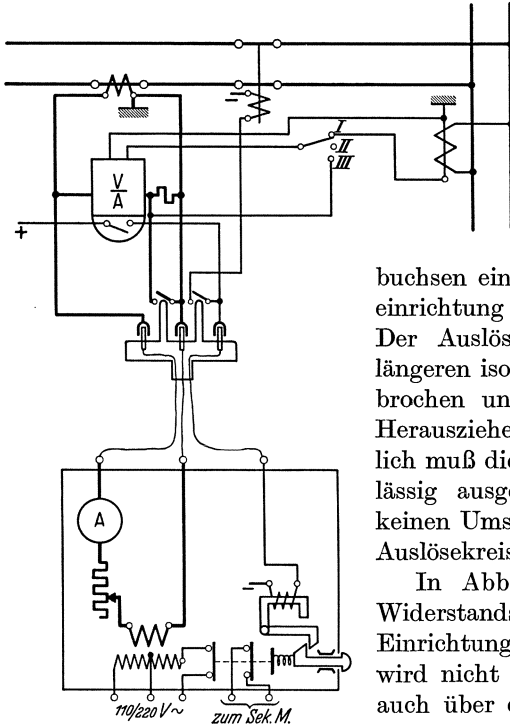 I
II
III
V
A
+
−
buchsen ein
einrichtung
Der Auslös
längeren iso
brochen un
Herausziehe
lich muß die
lässig ausge
keinen Ums
Auslösekreis
A
−
In Abb
Widerstands
Einrichtung
wird nicht
auch über d
110/220 V~
zum Sek. M.